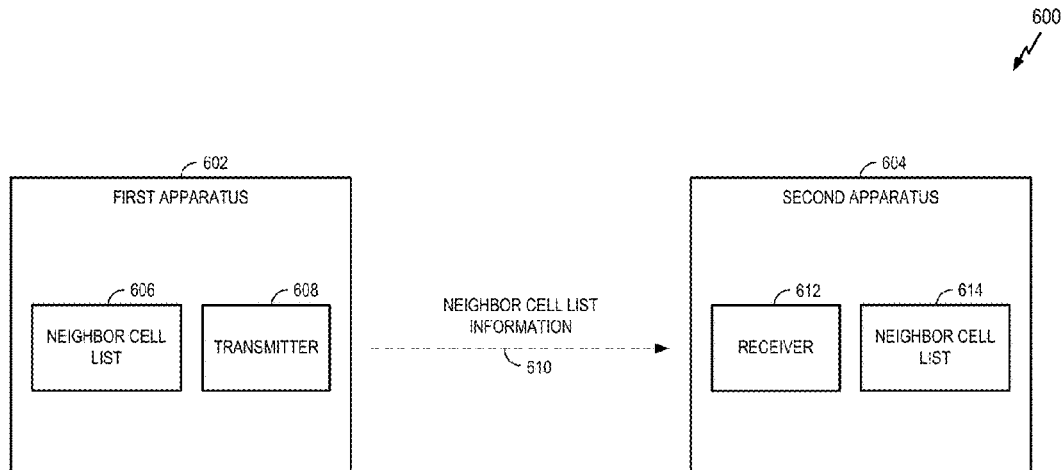 600
602
604
FIRST APPARATUS
SECOND APPARATUS
606
608
612
614
NEIGHBOR CELL
LIST
TRANSMITTER
NEIGHBOR CELL LIST
INFORMATION
610
RECEIVER
NEIGHBOR CELL
LIST